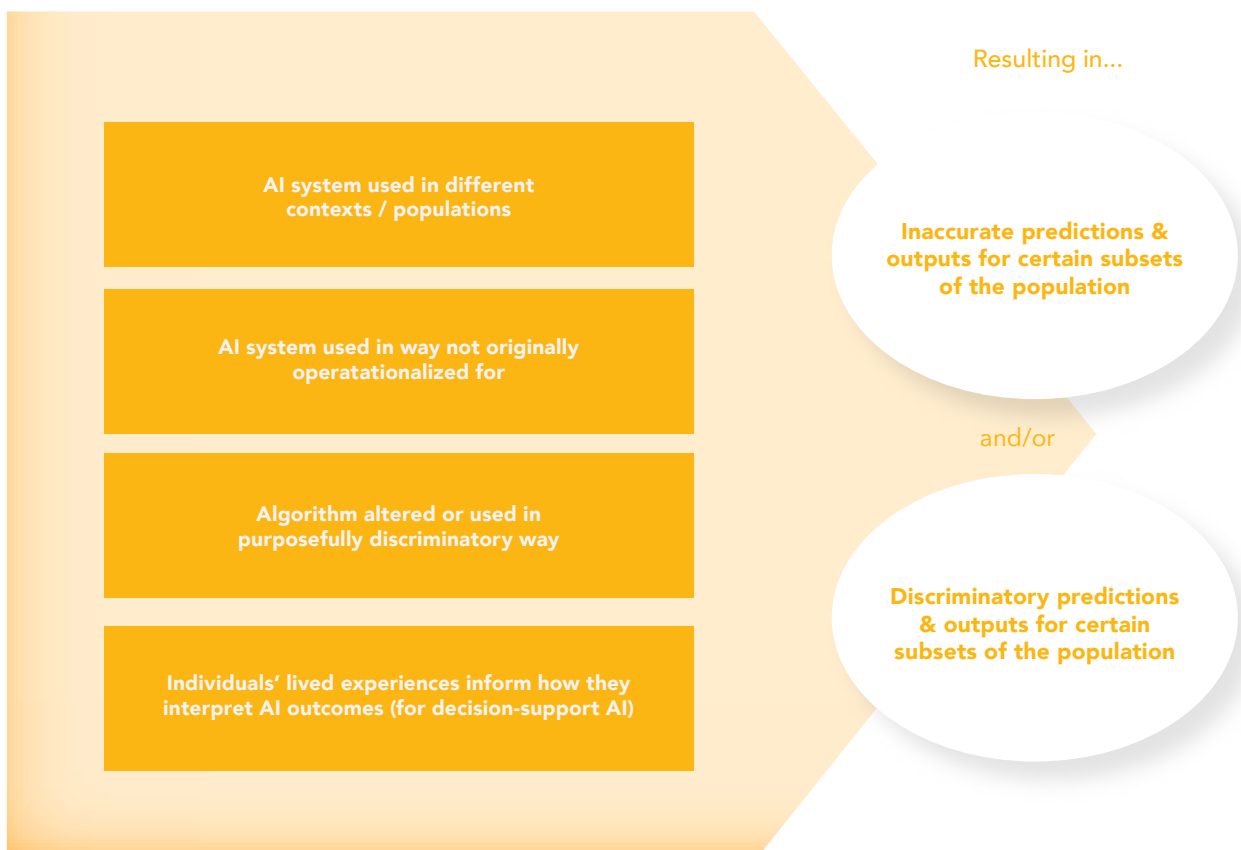 Resulting in...
AI system used in different
contexts / populations
Inaccurate predictions &
outputs for certain subsets
of the population
AI system used in way not originally
operatationalized for
and/or
Algorithm altered or used in
purposefully discriminatory way
Discriminatory predictions
& outputs for certain
subsets of the population
Individuals’ lived experiences inform how they
interpret AI outcomes (for decision-support AI)